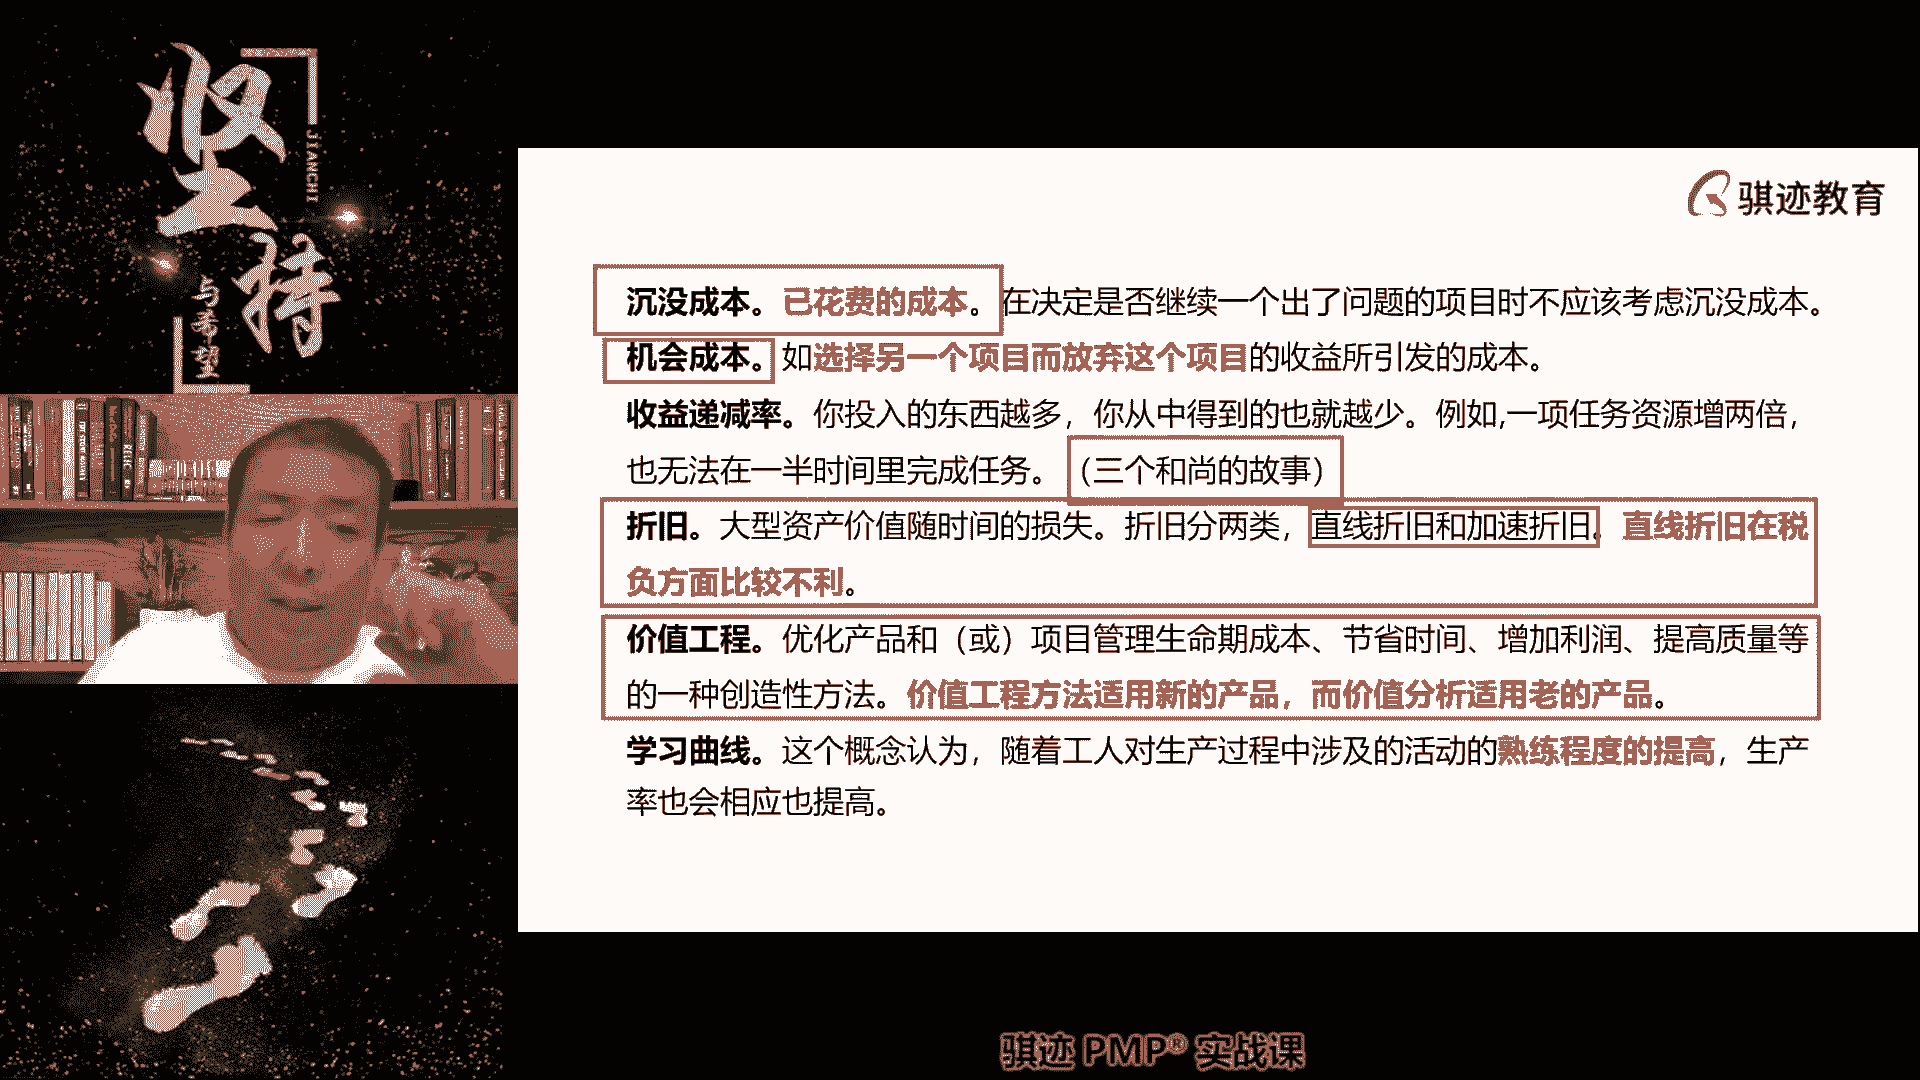 坚持
JIANCHI
与希望
骐迹教育
沉没成本。已花费的成本。在决定是否继续一个出了问题的项目时不应该考虑沉没成本。
机会成本。如选择另一个项目而放弃这个项目的收益所引发的成本。
收益递减率。你投入的东西越多，你从中得到的也就越少。例如,一项任务资源增两倍，
也无法在一半时间里完成任务。（三个和尚的故事）
折旧。大型资产价值随时间的损失。折旧分两类，直线折旧和加速折旧。直线折旧在税
负方面比较不利。
价值工程。优化产品和（或）项目管理生命期成本、节省时间、增加利润、提高质量等
的一种创造性方法。价值工程方法适用新的产品，而价值分析适用老的产品。
学习曲线。这个概念认为，随着工人对生产过程中涉及的活动的熟练程度的提高，生产
率也会相应也提高。
骐迹 PMP® 实战课